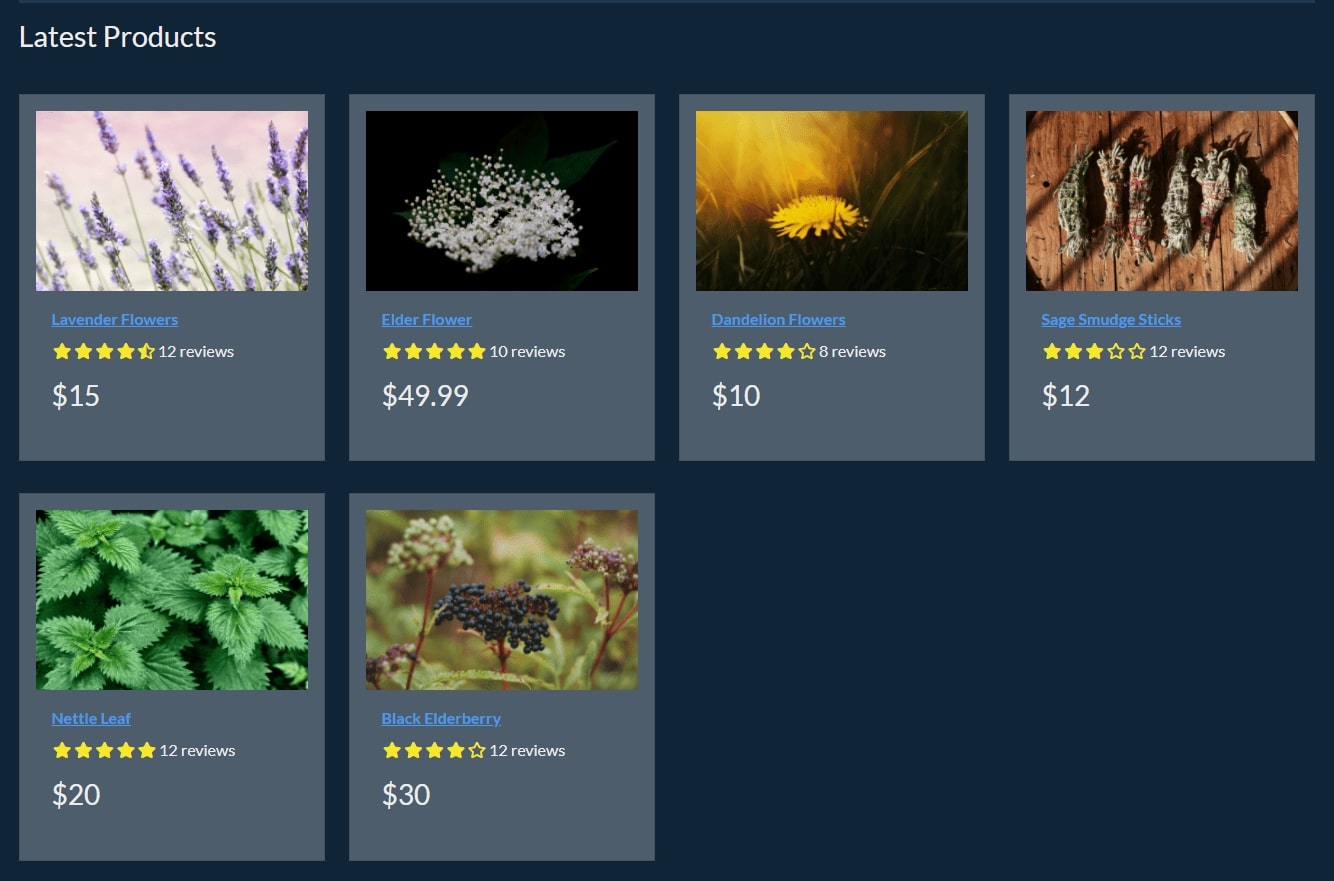 Latest Products
Lavender Flowers
12 reviews
$15
Elder Flower
10 reviews
$49.99
Dandelion Flowers
8 reviews
$10
Sage Smudge Sticks
12 reviews
$12
Nettle Leaf
12 reviews
$20
Black Elderberry
12 reviews
$30